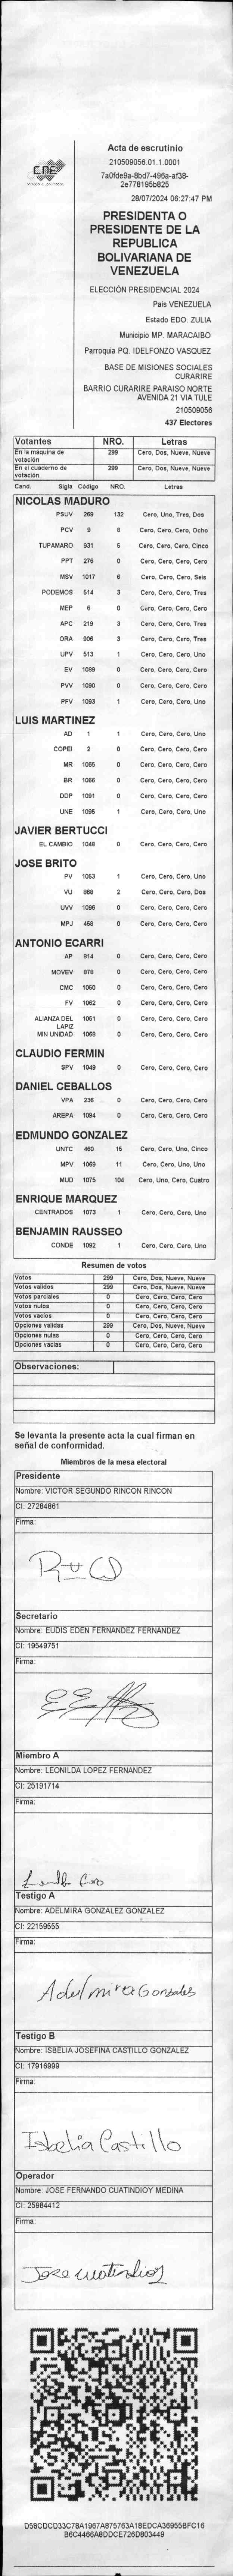 CNE
Acta de escrutinio
210509056.01.1.0001
7a0fde9a-8bd7-496a-af38-
2e778195b825
28/07/2024 06:27:47 PM
PRESIDENTA O
PRESIDENTE DE LA
REPUBLICA
BOLIVARIANA DE
VENEZUELA
ELECCIÓN PRESIDENCIAL 2024
Pais VENEZUELA
Estado EDO. ZULIA
Municipio MP. MARACAIBO
Parroquia PQ. IDELFONZO VASQUEZ
BASE DE MISIONES SOCIALES
CURARIRE
BARRIO CURARIRE PARAISO NORTE
AVENIDA 21 VIA TULE
210509056
437 Electores
Votantes NRO. Letras
En la máquina de votación 299 Cero, Dos, Nueve, Nueve
En el cuaderno de votación 299 Cero, Dos, Nueve, Nueve
Cand. Sigla Código NRO. Letras
NICOLAS MADURO
PSUV 269 132 Cero, Uno, Tres, Dos
PCV 9 8 Cero, Cero, Cero, Ocho
TUPAMARO 931 5 Cero, Cero, Cero, Cinco
PPT 276 0 Cero, Cero, Cero, Cero
MSV 1017 6 Cero, Cero, Cero, Seis
PODEMOS 514 3 Cero, Cero, Cero, Tres
MEP 6 0 Cero, Cero, Cero, Cero
APC 219 3 Cero, Cero, Cero, Tres
ORA 906 3 Cero, Cero, Cero, Tres
UPV 513 1 Cero, Cero, Cero, Uno
EV 1089 0 Cero, Cero, Cero, Cero
PVV 1090 0 Cero, Cero, Cero, Cero
PFV 1093 1 Cero, Cero, Cero, Uno
LUIS MARTINEZ
AD 1 1 Cero, Cero, Cero, Uno
COPEI 2 0 Cero, Cero, Cero, Cero
MR 1065 0 Cero, Cero, Cero, Cero
BR 1066 0 Cero, Cero, Cero, Cero
DDP 1091 0 Cero, Cero, Cero, Cero
UNE 1095 1 Cero, Cero, Cero, Uno
JAVIER BERTUCCI
EL CAMBIO 1048 0 Cero, Cero, Cero, Cero
JOSE BRITO
PV 1053 1 Cero, Cero, Cero, Uno
VU 868 2 Cero, Cero, Cero, Dos
UVV 1096 0 Cero, Cero, Cero, Cero
MPJ 458 0 Cero, Cero, Cero, Cero
ANTONIO ECARRI
AP 914 0 Cero, Cero, Cero, Cero
MOVEV 978 0 Cero, Cero, Cero, Cero
CMC 1050 0 Cero, Cero, Cero, Cero
FV 1062 0 Cero, Cero, Cero, Cero
ALIANZA DEL LAPIZ 1051 0 Cero, Cero, Cero, Cero
MIN UNIDAD 1068 0 Cero, Cero, Cero, Cero
CLAUDIO FERMIN
SPV 1049 0 Cero, Cero, Cero, Cero
DANIEL CEBALLOS
VPA 236 0 Cero, Cero, Cero, Cero
AREPA 1094 0 Cero, Cero, Cero, Cero
EDMUNDO GONZALEZ
UNTC 460 15 Cero, Cero, Uno, Cinco
MPV 1069 11 Cero, Cero, Uno, Uno
MUD 1075 104 Cero, Uno, Cero, Cuatro
ENRIQUE MARQUEZ
CENTRADOS 1073 1 Cero, Cero, Cero, Uno
BENJAMIN RAUSSEO
CONDE 1092 1 Cero, Cero, Cero, Uno
Resumen de votos
Votos 299 Cero, Dos, Nueve, Nueve
Votos validos 299 Cero, Dos, Nueve, Nueve
Votos parciales 0 Cero, Cero, Cero, Cero
Votos nulos 0 Cero, Cero, Cero, Cero
Votos vacios 0 Cero, Cero, Cero, Cero
Opciones validas 299 Cero, Dos, Nueve, Nueve
Opciones nulas 0 Cero, Cero, Cero, Cero
Opciones vacias 0 Cero, Cero, Cero, Cero
Observaciones:
Se levanta la presente acta la cual firman en
señal de conformidad.
Miembros de la mesa electoral
Presidente
Nombre: VICTOR SEGUNDO RINCON RINCON
CI: 27284861
Firma:
Secretario
Nombre: EUDIS EDEN FERNANDEZ FERNANDEZ
CI: 19549751
Firma:
Miembro A
Nombre: LEONILDA LOPEZ FERNANDEZ
CI: 25191714
Firma:
Testigo A
Nombre: ADELMIRA GONZALEZ GONZALEZ
CI: 22159555
Firma:
Adelmira Gonzales
Testigo B
Nombre: ISBELIA JOSEFINA CASTILLO GONZALEZ
CI: 17916999
Firma:
Isbelia Castillo
Operador
Nombre: JOSE FERNANDO CUATINDIOY MEDINA
CI: 25984412
Firma:
Jose Cuatindioy
D58CDCD33C78A1967A875763A18EDCA36955BFC16
B6C4466A8DDCE726D803449